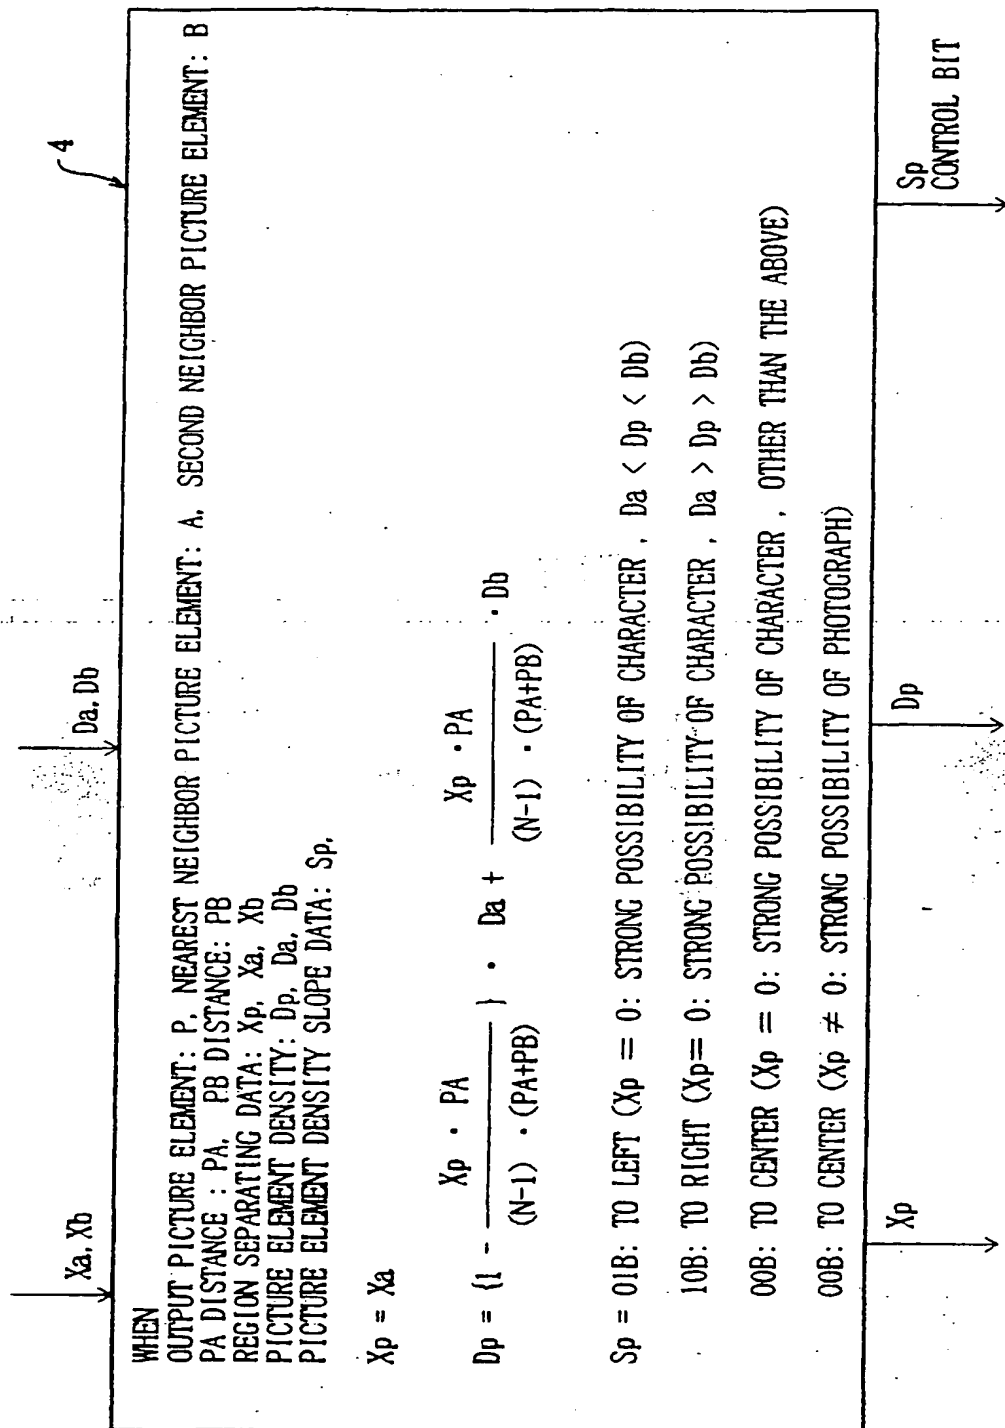 4
Xa, Xb
Da, Db
WHEN
OUTPUT PICTURE ELEMENT: P, NEAREST NEIGHBOR PICTURE ELEMENT: A, SECOND NEIGHBOR PICTURE ELEMENT: B
PA DISTANCE : PA, PB DISTANCE: PB
REGION SEPARATING DATA: Xp, Xa, Xb
PICTURE ELEMENT DENSITY: Dp, Da, Db
PICTURE ELEMENT DENSITY SLOPE DATA: Sp,
Xp = Xa
Dp = {1 - Xp · PA / (N-1) · (PA+PB) } · Da + Xp · PA / (N-1) · (PA+PB) · Db
Sp = 01B: TO LEFT (Xp = 0: STRONG POSSIBILITY OF CHARACTER , Da < Dp < Db)
10B: TO RIGHT (Xp= 0: STRONG POSSIBILITY OF CHARACTER , Da > Dp > Db)
00B: TO CENTER (Xp = 0: STRONG POSSIBILITY OF CHARACTER , OTHER THAN THE ABOVE)
00B: TO CENTER (Xp ≠ 0: STRONG POSSIBILITY OF PHOTOGRAPH)
Xp
Dp
Sp
CONTROL BIT